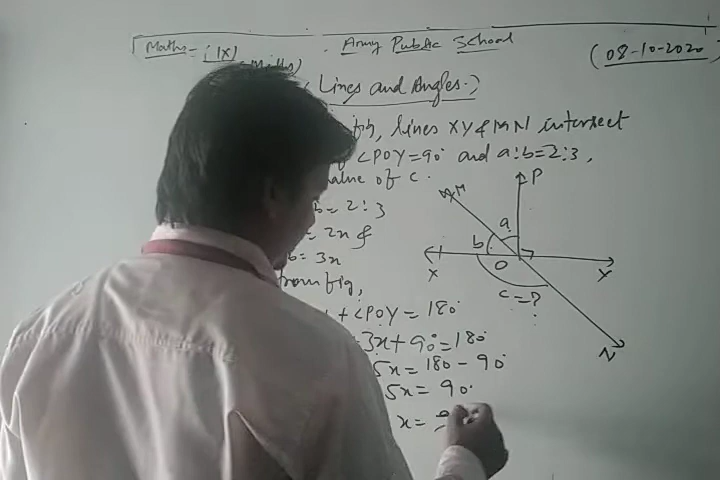 Maths - (IX) . Army Public School (08-10-2020)
Maths)
(Lines and Angles.)
fig, lines XY & MN intersect
∠POY=90° and a:b=2:3,
value of c.
b = 2:3
= 2x &
b = 3x
from fig,
+ ∠POY = 180°
3x + 90° = 180°
5x = 180 - 90°
5x = 90°
x =
M
P
a
b
X
O
Y
c = ?
N